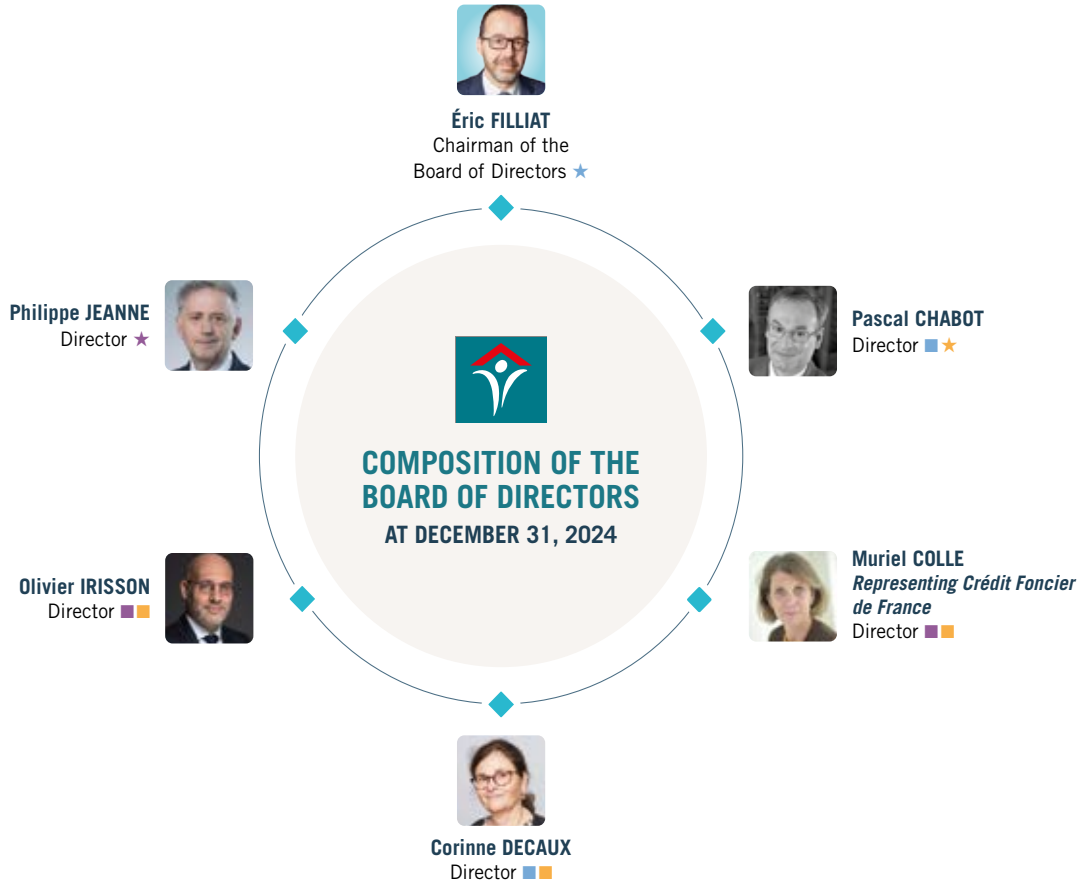 Éric FILLIAT
Chairman of the
Board of Directors ★
Philippe JEANNE
Director ★
Pascal CHABOT
Director ■ ★
COMPOSITION OF THE
BOARD OF DIRECTORS
AT DECEMBER 31, 2024
Olivier IRISSON
Director ■ ■
Muriel COLLE
Representing Crédit Foncier
de France
Director ■ ■
Corinne DECAUX
Director ■ ■